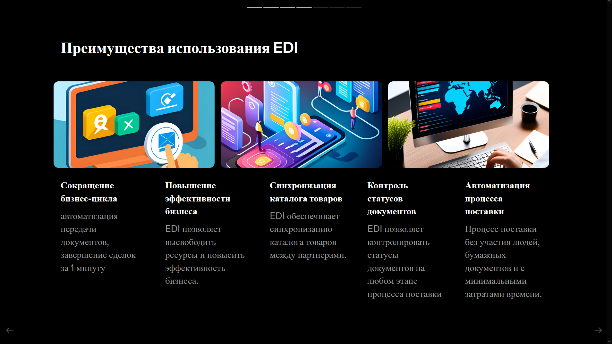 Преимущества использования EDI
Сокращение
бизнес-цикла
автоматизация
передачи
документов,
завершение сделок
за 1 минуту
Повышение
эффективности
бизнеса
EDI позволяет
высвободить
ресурсы и повысить
эффективность
бизнеса.
Синхронизация
каталога товаров
EDI обеспечивает
синхронизацию
каталога товаров
между партнерами.
Контроль
статусов
документов
EDI позволяет
контролировать
статусы
документов на
любом этапе
процесса поставки
Автоматизация
процесса
поставки
Процесс поставки
без участия людей,
бумажных
документов и с
минимальными
затратами времени.